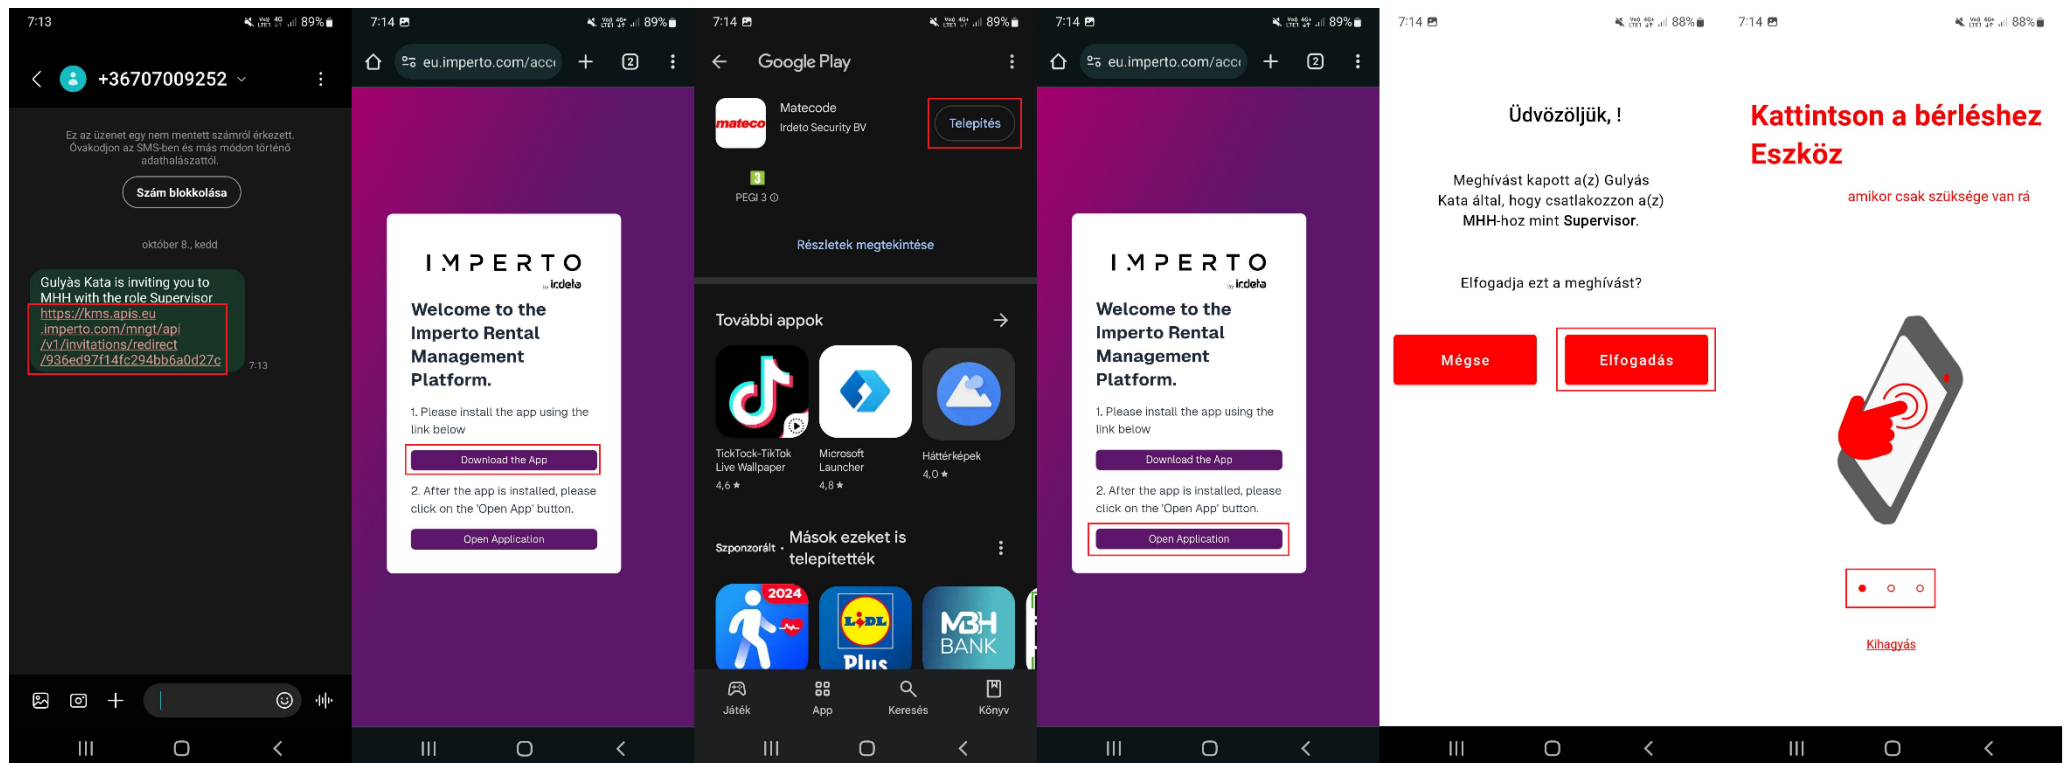 7:13
89%
+36707009252
Ez az üzenet egy nem mentett számról érkezett.
Óvakodjon az SMS-ben és más módon történő
adathalászattól.
Szám blokkolása
október 8., kedd
Gulyàs Kata is inviting you to
MHH with the role Supervisor
https://kms.apis.eu
.imperto.com/mngt/api
/v1/invitations/redirect
/936ed97f14fc294bb6a0d27c
7:13
7:14
89%
eu.imperto.com/acce
2
IMPERTO
by irdeto
Welcome to the
Imperto Rental
Management
Platform.
1. Please install the app using the
link below
Download the App
2. After the app is installed, please
click on the 'Open App' button.
Open Application
7:14
89%
Google Play
mateco
Matecode
Irdeto Security BV
Telepítés
3
PEGI 3
Részletek megtekintése
További appok
TickTock-TikTok
Live Wallpaper
4,6 ★
Microsoft
Launcher
4,8 ★
Háttérképek
4,0 ★
Szponzorált •
Mások ezeket is
telepítették
2024
LIDL
Plus
MBH
BANK
Játék
App
Keresés
Könyv
7:14
89%
eu.imperto.com/acce
2
IMPERTO
by irdeto
Welcome to the
Imperto Rental
Management
Platform.
1. Please install the app using the
link below
Download the App
2. After the app is installed, please
click on the 'Open App' button.
Open Application
7:14
88%
Üdvözöljük, !
Meghívást kapott a(z) Gulyás
Kata által, hogy csatlakozzon a(z)
MHH-hoz mint Supervisor.
Elfogadja ezt a meghívást?
Mégse
Elfogadás
7:14
88%
Kattintson a bérléshez
Eszköz
amikor csak szüksége van rá
Kihagyás